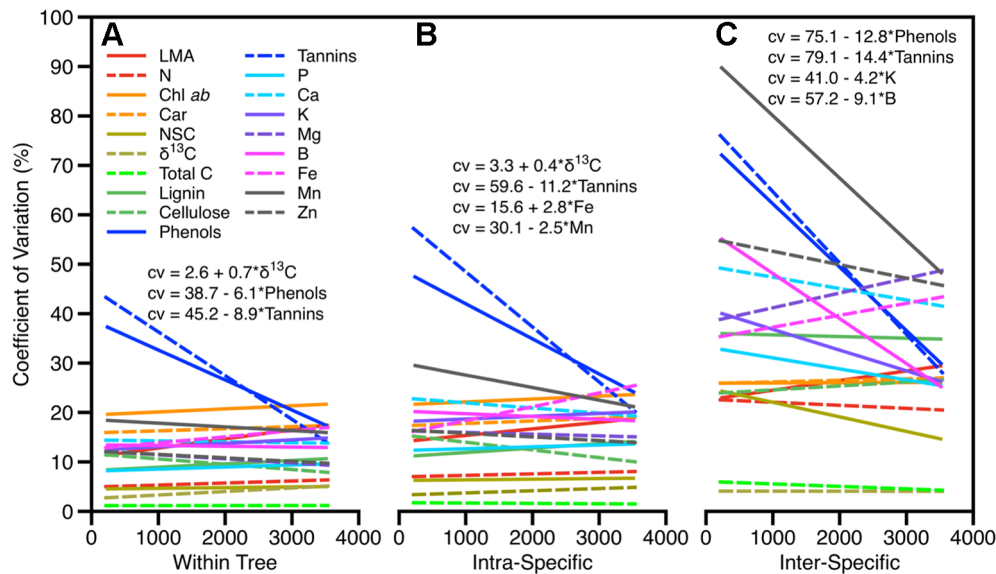 A
B
C
100
90
80
70
60
50
40
30
20
10
0
Coefficient of Variation (%)
LMA
N
Chl ab
Car
NSC
δ¹³C
Total C
Lignin
Cellulose
Phenols
Tannins
P
Ca
K
Mg
B
Fe
Mn
Zn
cv = 2.6 + 0.7*δ¹³C
cv = 38.7 - 6.1*Phenols
cv = 45.2 - 8.9*Tannins
cv = 3.3 + 0.4*δ¹³C
cv = 59.6 - 11.2*Tannins
cv = 15.6 + 2.8*Fe
cv = 30.1 - 2.5*Mn
cv = 75.1 - 12.8*Phenols
cv = 79.1 - 14.4*Tannins
cv = 41.0 - 4.2*K
cv = 57.2 - 9.1*B
0 1000 2000 3000 4000
Within Tree
0 1000 2000 3000 4000
Intra-Specific
0 1000 2000 3000 4000
Inter-Specific